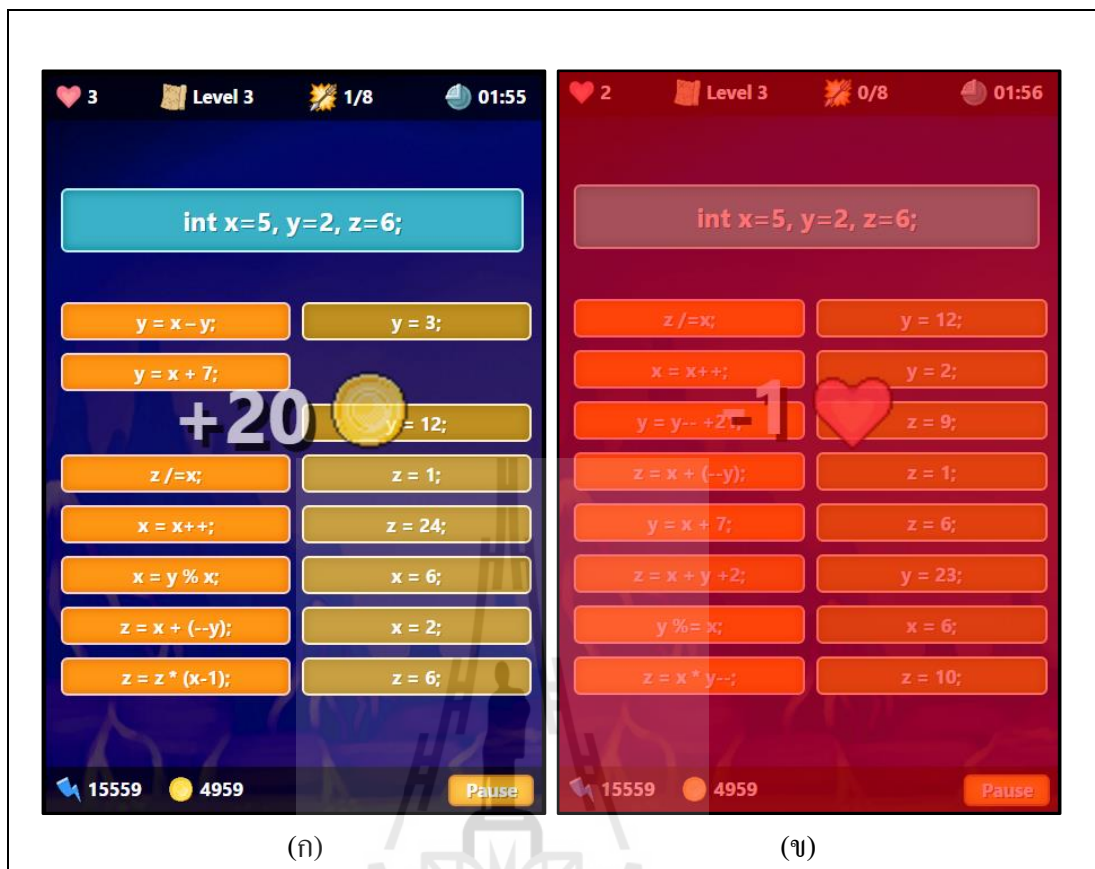 3 Level 3 1/8 01:55
int x=5, y=2, z=6;
y = x – y; y = 3;
y = x + 7;
+20 = 12;
z /=x; z = 1;
x = x++; z = 24;
x = y % x; x = 6;
z = x + (--y); x = 2;
z = z * (x-1); z = 6;
15559 4959 Pause
(ก)
2 Level 3 0/8 01:56
int x=5, y=2, z=6;
z /=x; y = 12;
x = x++; y = 2;
y = y-- z = 9;
-1
z = x + (--y); z = 1;
y = x + 7; z = 6;
z = x + y +2; y = 23;
y %= x; x = 6;
z = x * y--; z = 10;
15559 4959 Pause
(ข)